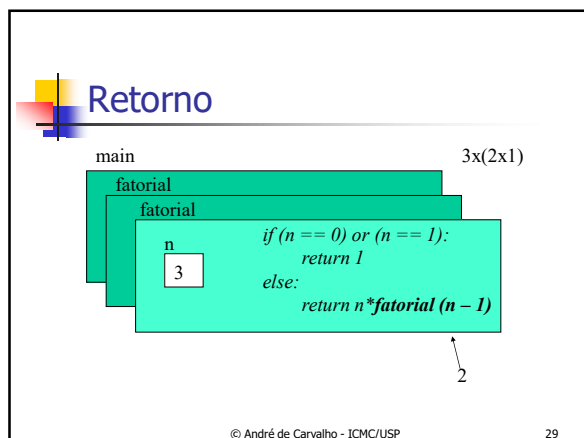 Retorno
main
3x(2x1)
fatorial
fatorial
n
3
if (n == 0) or (n == 1):
return 1
else:
return n*fatorial (n – 1)
2
© André de Carvalho - ICMC/USP
29